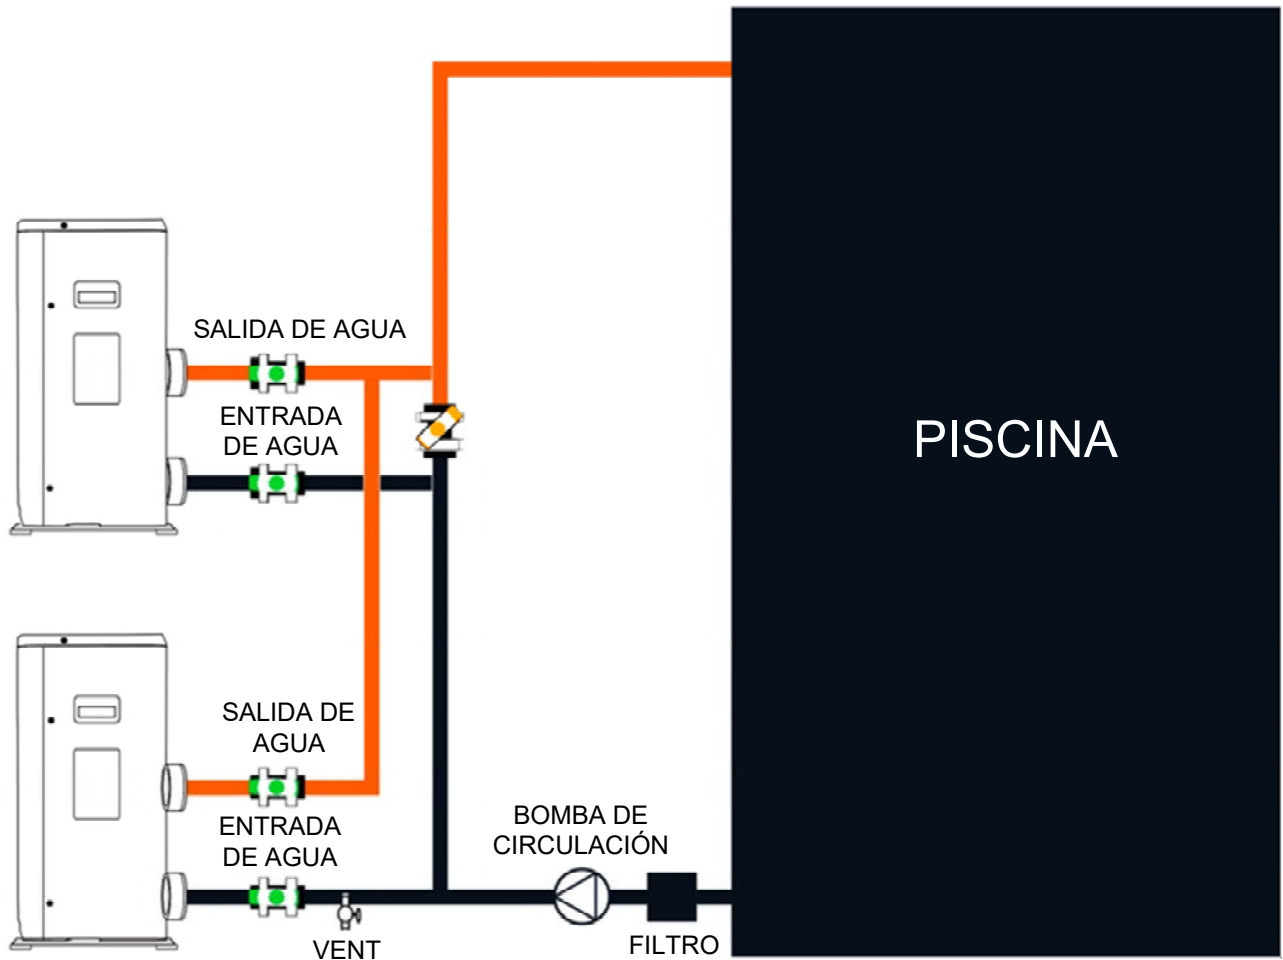 SALIDA DE AGUA
ENTRADA
DE AGUA
PISCINA
SALIDA DE
AGUA
ENTRADA
DE AGUA
BOMBA DE
CIRCULACIÓN
VENT
FILTRO